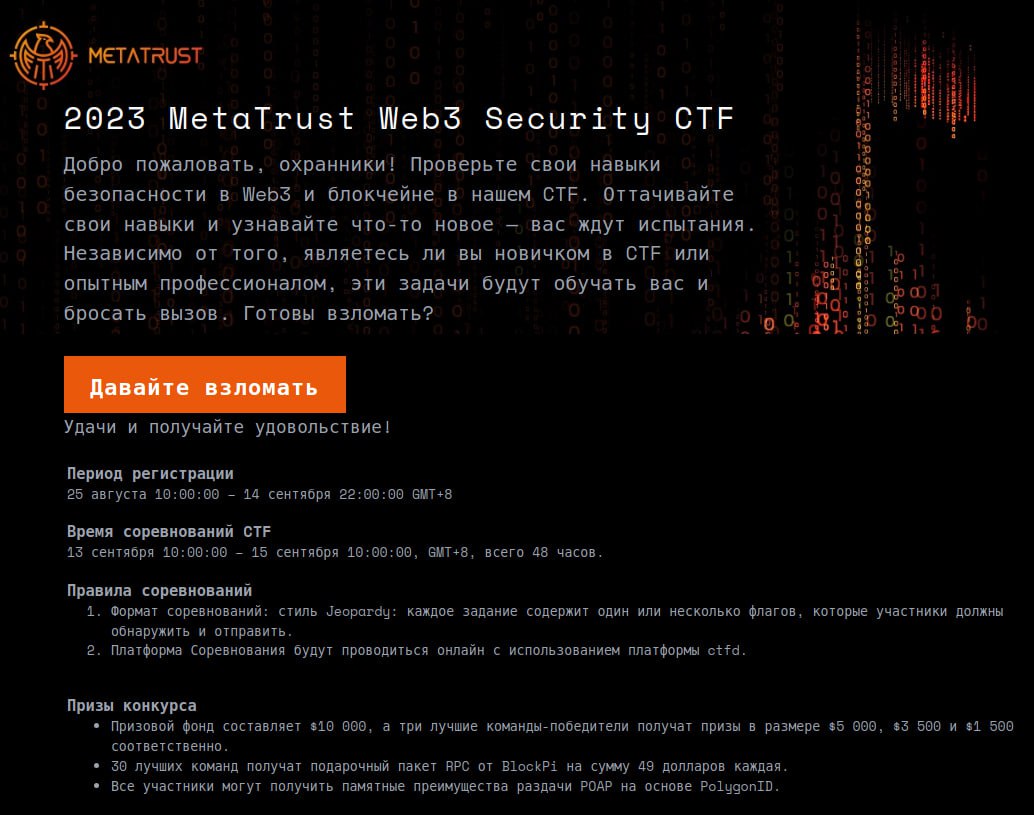 METATRUST
2023 MetaTrust Web3 Security CTF
Добро пожаловать, охранники! Проверьте свои навыки
безопасности в Web3 и блокчейне в нашем CTF. Оттачивайте
свои навыки и узнавайте что-то новое — вас ждут испытания.
Независимо от того, являетесь ли вы новичком в CTF или
опытным профессионалом, эти задачи будут обучать вас и
бросать вызов. Готовы взломать?
Давайте взломать
Удачи и получайте удовольствие!
Период регистрации
25 августа 10:00:00 – 14 сентября 22:00:00 GMT+8
Время соревнований CTF
13 сентября 10:00:00 – 15 сентября 10:00:00, GMT+8, всего 48 часов.
Правила соревнований
1. Формат соревнований: стиль Jeopardy: каждое задание содержит один или несколько флагов, которые участники должны
обнаружить и отправить.
2. Платформа Соревнования будут проводиться онлайн с использованием платформы ctfd.
Призы конкурса
• Призовой фонд составляет $10 000, а три лучшие команды-победители получат призы в размере $5 000, $3 500 и $1 500
соответственно.
• 30 лучших команд получат подарочный пакет RPC от BlockPi на сумму 49 долларов каждая.
• Все участники могут получить памятные преимущества раздачи POAP на основе PolygonID.